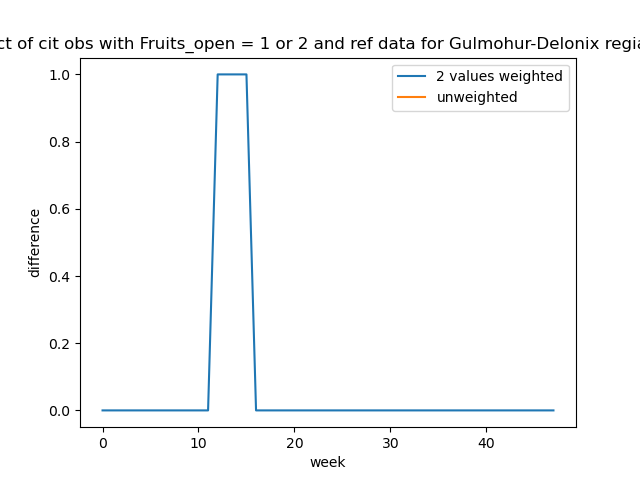 ct of cit obs with Fruits_open = 1 or 2 and ref data for Gulmohur-Delonix regia
2 values weighted
unweighted
1.0
0.8
0.6
0.4
0.2
0.0
difference
0
10
20
30
40
week